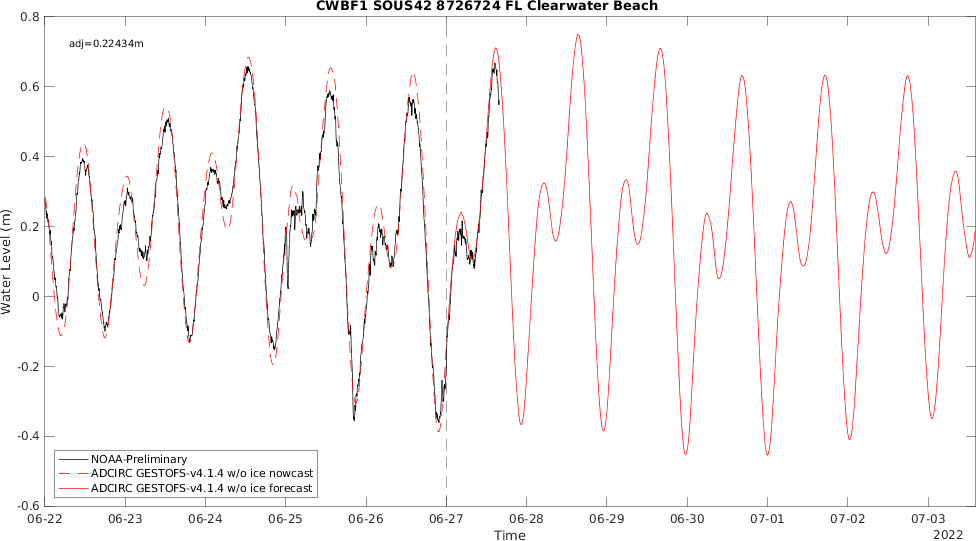 CWBF1 SOUS42 8726724 FL Clearwater Beach
adj=0.22434m
0.8
0.6
0.4
0.2
0
-0.2
-0.4
-0.6
Water Level (m)
NOAA-Preliminary
ADCIRC GESTOFS-v4.1.4 w/o ice nowcast
ADCIRC GESTOFS-v4.1.4 w/o ice forecast
06-22 06-23 06-24 06-25 06-26 06-27 06-28 06-29 06-30 07-01 07-02 07-03
Time
2022